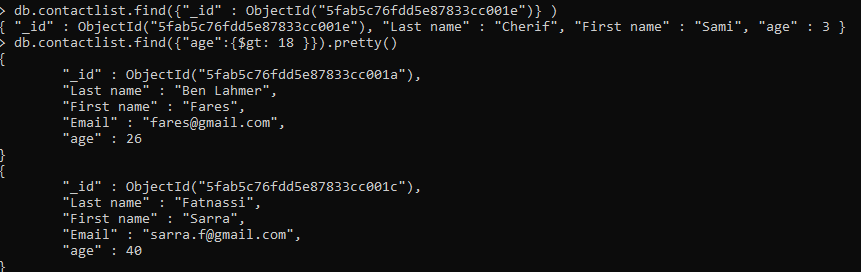 > db.contactlist.find({"_id" : ObjectId("5fab5c76fdd5e87833cc001e")} )
{ "_id" : ObjectId("5fab5c76fdd5e87833cc001e"), "Last name" : "Cherif", "First name" : "Sami", "age" : 3 }
> db.contactlist.find({"age":{$gt: 18 }}).pretty()
{
        "_id" : ObjectId("5fab5c76fdd5e87833cc001a"),
        "Last name" : "Ben Lahmer",
        "First name" : "Fares",
        "Email" : "fares@gmail.com",
        "age" : 26
}
{
        "_id" : ObjectId("5fab5c76fdd5e87833cc001c"),
        "Last name" : "Fatnassi",
        "First name" : "Sarra",
        "Email" : "sarra.f@gmail.com",
        "age" : 40
}